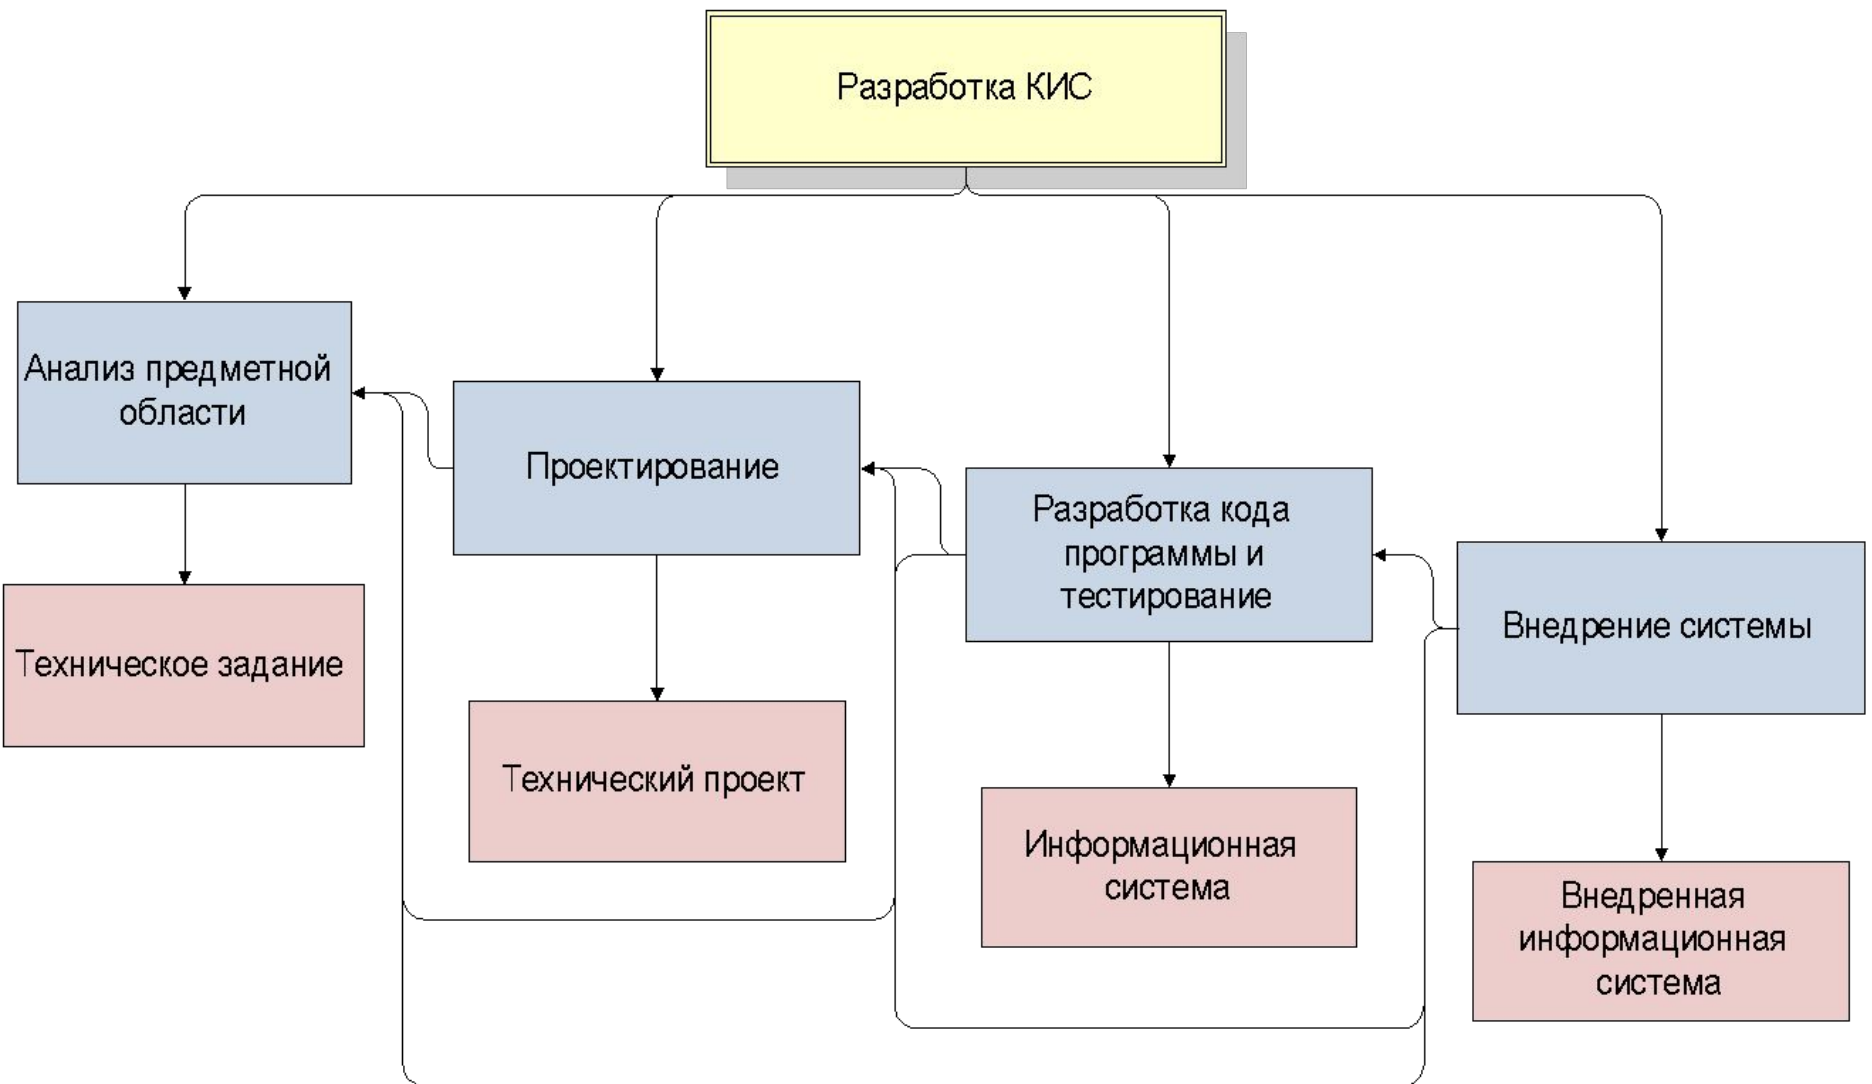 Разработка КИС
Анализ предметной
области
Проектирование
Разработка кода
программы и
тестирование
Внедрение системы
Техническое задание
Технический проект
Информационная
система
Внедренная
информационная
система